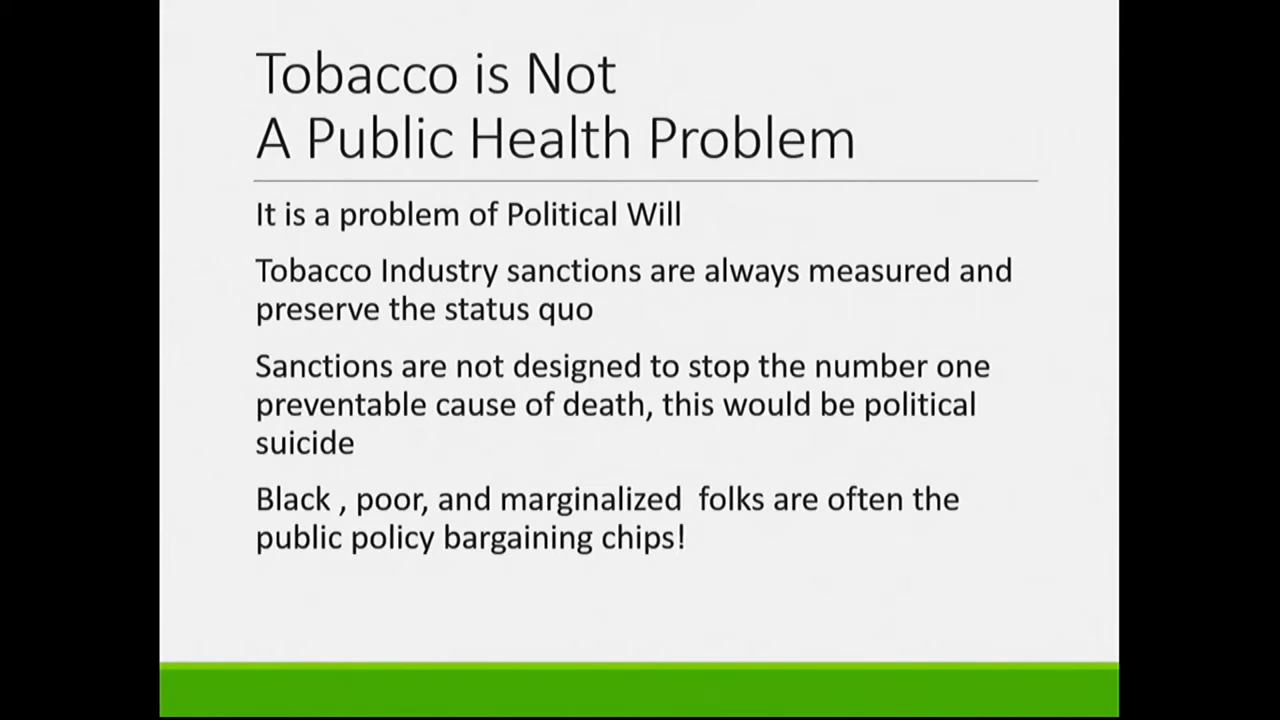 Tobacco is Not
A Public Health Problem
It is a problem of Political Will
Tobacco Industry sanctions are always measured and
preserve the status quo
Sanctions are not designed to stop the number one
preventable cause of death, this would be political
suicide
Black , poor, and marginalized  folks are often the
public policy bargaining chips!